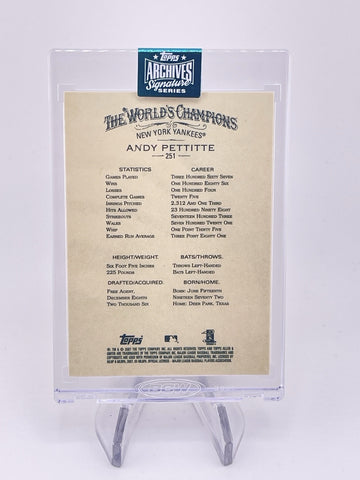 Topps
ARCHIVES
Signature
SERIES
THE WORLD'S CHAMPIONS
NEW YORK YANKEES®
ANDY PETTITTE
251
STATISTICS CAREER
GAMES PLAYED THREE HUNDRED SIXTY SEVEN
WINS ONE HUNDRED EIGHTY SIX
LOSSES ONE HUNDRED FOUR
COMPLETE GAMES TWENTY FIVE
INNINGS PITCHED 2,312 AND ONE THIRD
HITS ALLOWED 23 HUNDRED NINETY EIGHT
STRIKEOUTS SEVENTEEN HUNDRED THREE
WALKS SEVEN HUNDRED TWENTY ONE
WHIP ONE POINT THIRTY FIVE
EARNED RUN AVERAGE THREE POINT EIGHTY ONE
HEIGHT/WEIGHT. BATS/THROWS.
SIX FOOT FIVE INCHES THROWS LEFT-HANDED
225 POUNDS BATS LEFT-HANDED
DRAFTED/ACQUIRED. BORN/HOME.
FREE AGENT, BORN: JUNE FIFTEENTH
DECEMBER EIGHTH NINETEEN SEVENTY TWO
TWO THOUSAND SIX HOME: DEER PARK, TEXAS
Topps